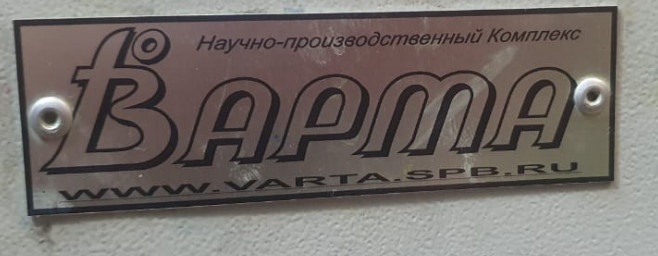 Научно-производственный Комплекс
Варта
WWW.VARTA.SPB.RU